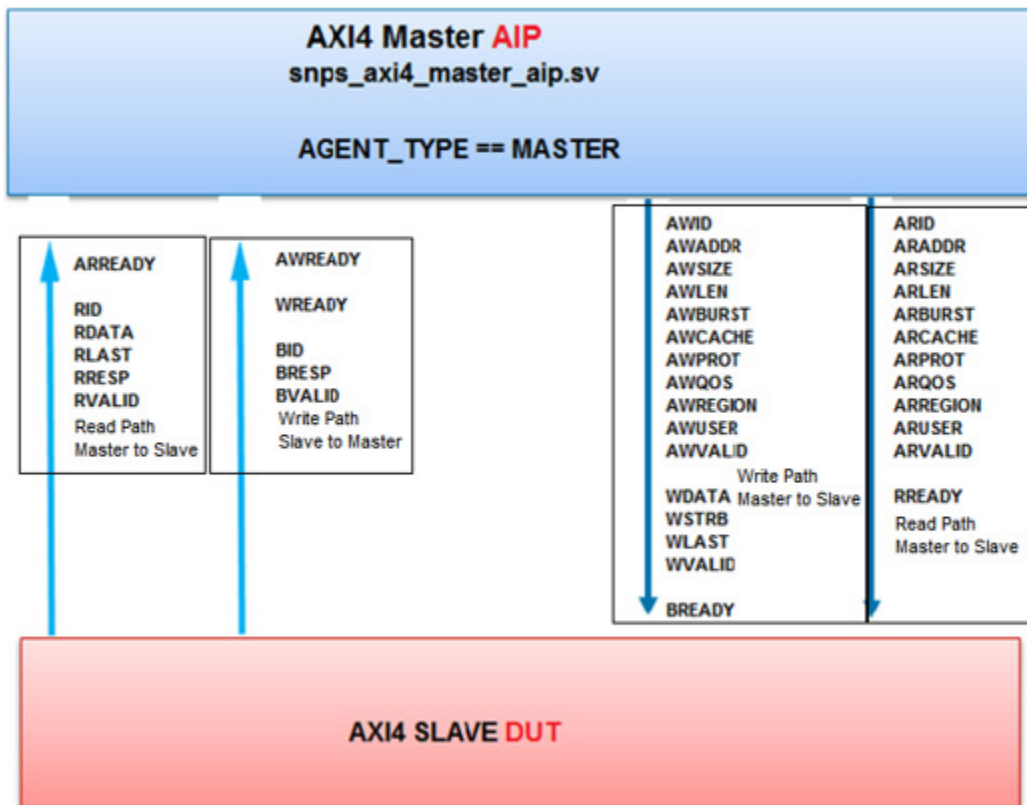 AXI4 Master AIP
snps_axi4_master_aip.sv
AGENT_TYPE == MASTER
ARREADY
RID
RDATA
RLAST
RRESP
RVALID
Read Path
Master to Slave
AWREADY
WREADY
BID
BRESP
BVALID
Write Path
Slave to Master
AWID
AWADDR
AWSIZE
AWLEN
AWBURST
AWCACHE
AWPROT
AWQOS
AWREGION
AWUSER
AWVALID
Write Path
Master to Slave
WDATA
WSTRB
WLAST
WVALID
BREADY
ARID
ARADDR
ARSIZE
ARLEN
ARBURST
ARCACHE
ARPROT
ARQOS
ARREGION
ARUSER
ARVALID
RREADY
Read Path
Master to Slave
AXI4 SLAVE DUT